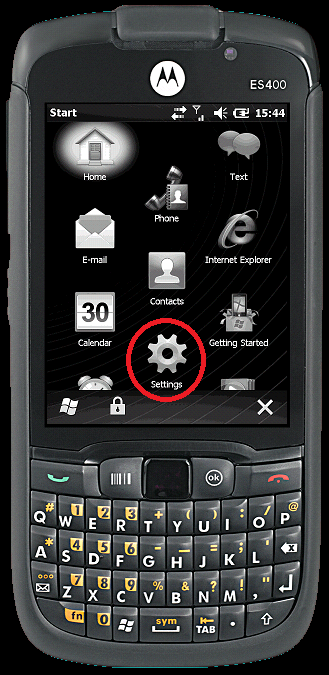 ES400
Start 15:44
Home
Text
Phone
E-mail
Internet Explorer
Contacts
30
Calendar
Getting Started
Settings
ok
Q # W 1 E 2 R 3 T + Y ( U ) I : O / P @
A * S 4 D 5 F 6 G - H _ J = K ' L "
Z 7 X 8 C 9 V % B & N ? M ! , ;
fn 0 sym TAB .